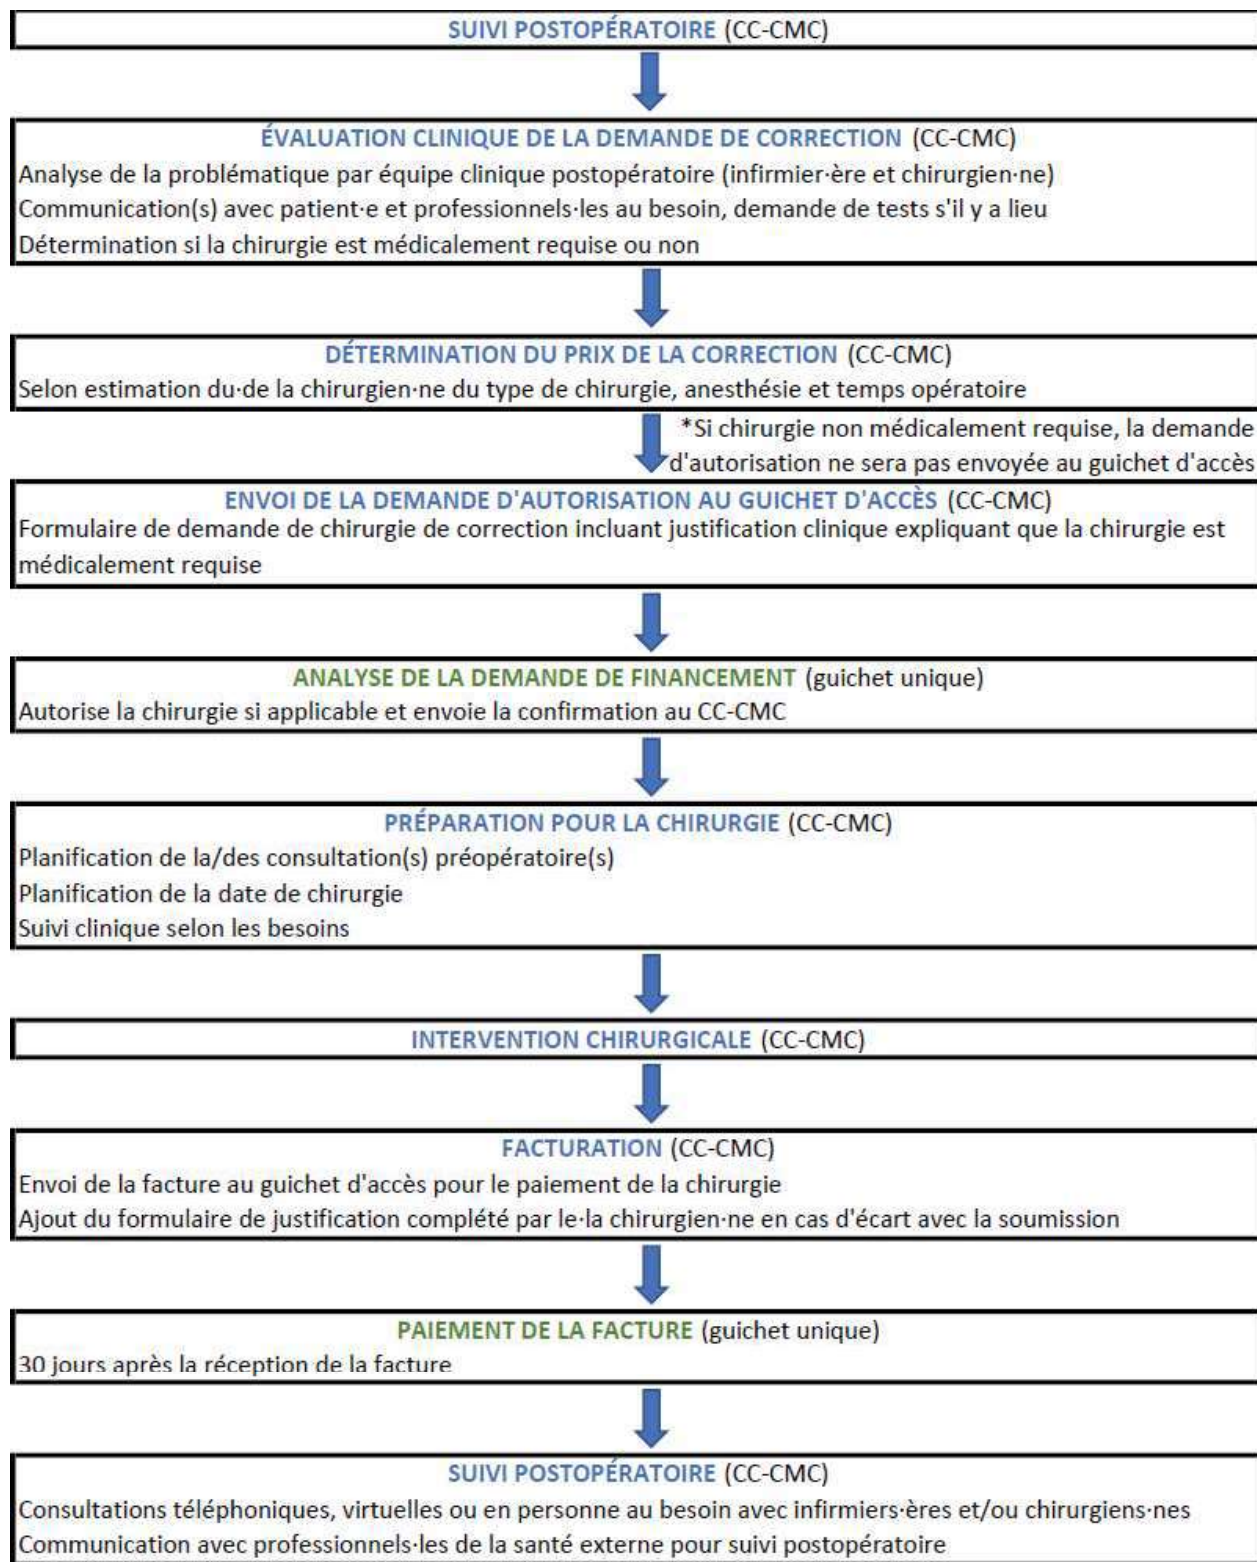 SUIVI POSTOPÉRATOIRE (CC-CMC)
ÉVALUATION CLINIQUE DE LA DEMANDE DE CORRECTION (CC-CMC)
Analyse de la problématique par équipe clinique postopératoire (infirmier·ère et chirurgien·ne)
Communication(s) avec patient·e et professionnels·les au besoin, demande de tests s'il y a lieu
Détermination si la chirurgie est médicalement requise ou non
DÉTERMINATION DU PRIX DE LA CORRECTION (CC-CMC)
Selon estimation du·de la chirurgien·ne du type de chirurgie, anesthésie et temps opératoire
*Si chirurgie non médicalement requise, la demande
d'autorisation ne sera pas envoyée au guichet d'accès
ENVOI DE LA DEMANDE D'AUTORISATION AU GUICHET D'ACCÈS (CC-CMC)
Formulaire de demande de chirurgie de correction incluant justification clinique expliquant que la chirurgie est
médicalement requise
ANALYSE DE LA DEMANDE DE FINANCEMENT (guichet unique)
Autorise la chirurgie si applicable et envoie la confirmation au CC-CMC
PRÉPARATION POUR LA CHIRURGIE (CC-CMC)
Planification de la/des consultation(s) préopératoire(s)
Planification de la date de chirurgie
Suivi clinique selon les besoins
INTERVENTION CHIRURGICALE (CC-CMC)
FACTURATION (CC-CMC)
Envoi de la facture au guichet d'accès pour le paiement de la chirurgie
Ajout du formulaire de justification complété par le·la chirurgien·ne en cas d'écart avec la soumission
PAIEMENT DE LA FACTURE (guichet unique)
30 jours après la réception de la facture
SUIVI POSTOPÉRATOIRE (CC-CMC)
Consultations téléphoniques, virtuelles ou en personne au besoin avec infirmiers·ères et/ou chirurgiens·nes
Communication avec professionnels·les de la santé externe pour suivi postopératoire